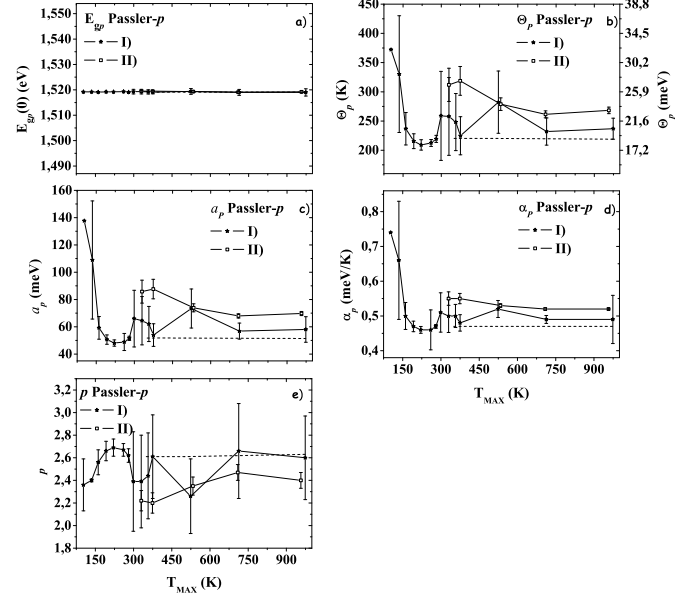 E_gp Passler-p a)
I)
II)
1,550
1,540
1,530
1,520
1,510
1,500
1,490
E_gp(0) (eV)
Θ_p Passler-p b)
I)
II)
450
400
350
300
250
200
Θ_p (K)
38,8
34,5
30,2
25,9
21,6
17,2
Θ_p (meV)
a_p Passler-p c)
I)
II)
160
140
120
100
80
60
40
a_p (meV)
α_p Passler-p d)
I)
II)
0,8
0,7
0,6
0,5
0,4
α_p (meV/K)
150 300 450 600 750 900
T_MAX (K)
p Passler-p e)
I)
II)
3,2
3,0
2,8
2,6
2,4
2,2
2,0
1,8
p
150 300 450 600 750 900
T_MAX (K)